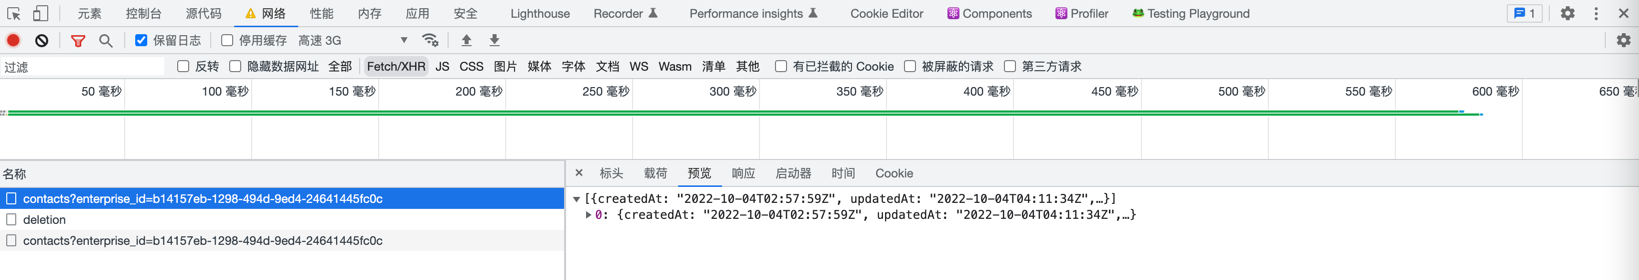 元素 控制台 源代码 网络 性能 内存 应用 安全 Lighthouse Recorder Performance insights Cookie Editor Components Profiler Testing Playground 1
保留日志 停用缓存 高速 3G
过滤 反转 隐藏数据网址 全部 Fetch/XHR JS CSS 图片 媒体 字体 文档 WS Wasm 清单 其他 有已拦截的 Cookie 被屏蔽的请求 第三方请求
50 毫秒 100 毫秒 150 毫秒 200 毫秒 250 毫秒 300 毫秒 350 毫秒 400 毫秒 450 毫秒 500 毫秒 550 毫秒 600 毫秒 650 毫
名称
contacts?enterprise_id=b14157eb-1298-494d-9ed4-24641445fc0c
deletion
contacts?enterprise_id=b14157eb-1298-494d-9ed4-24641445fc0c
标头 载荷 预览 响应 启动器 时间 Cookie
[{createdAt: "2022-10-04T02:57:59Z", updatedAt: "2022-10-04T04:11:34Z",…}]
0: {createdAt: "2022-10-04T02:57:59Z", updatedAt: "2022-10-04T04:11:34Z",…}